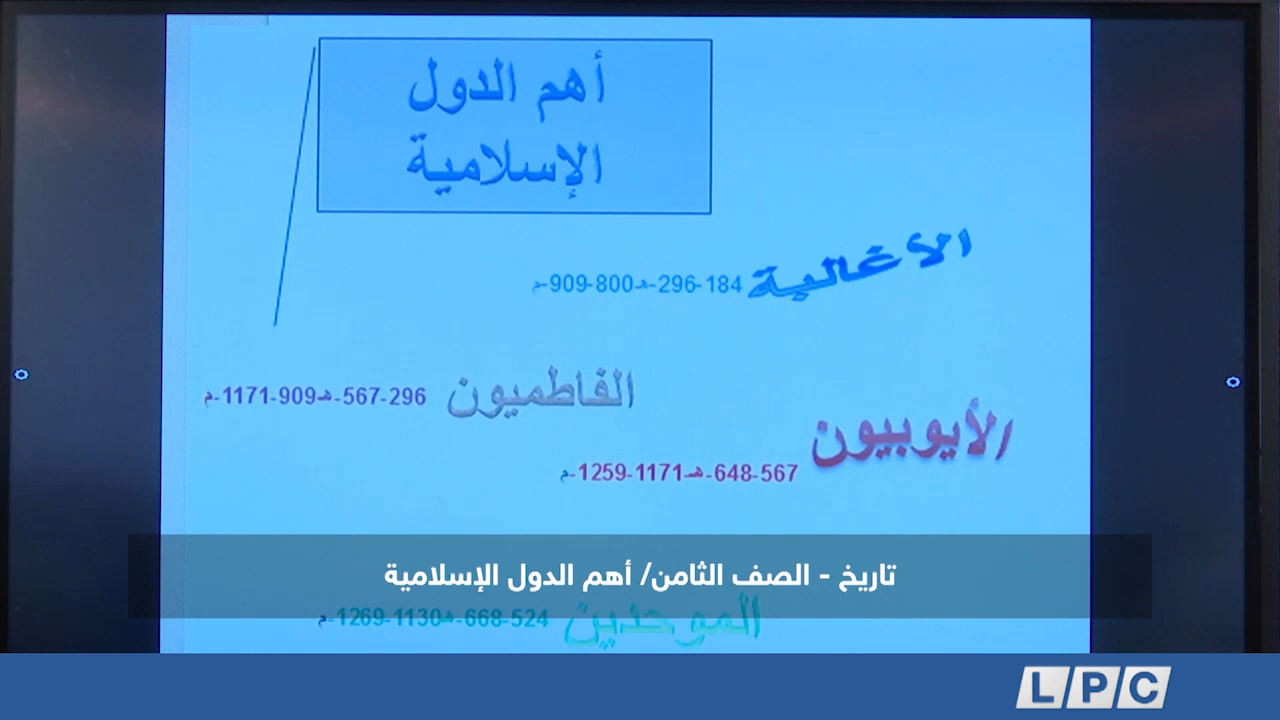 أهم الدول
الإسلامية
الاغالبة
184-296-هـ-800-909-م
الفاطميون
296-567-هـ-909-1171-م
الأيوبيون
567-648-هـ-1171-1259-م
تاريخ - الصف الثامن/ أهم الدول الإسلامية
الموحدين
524-668-هـ-1130-1269-م
LPC